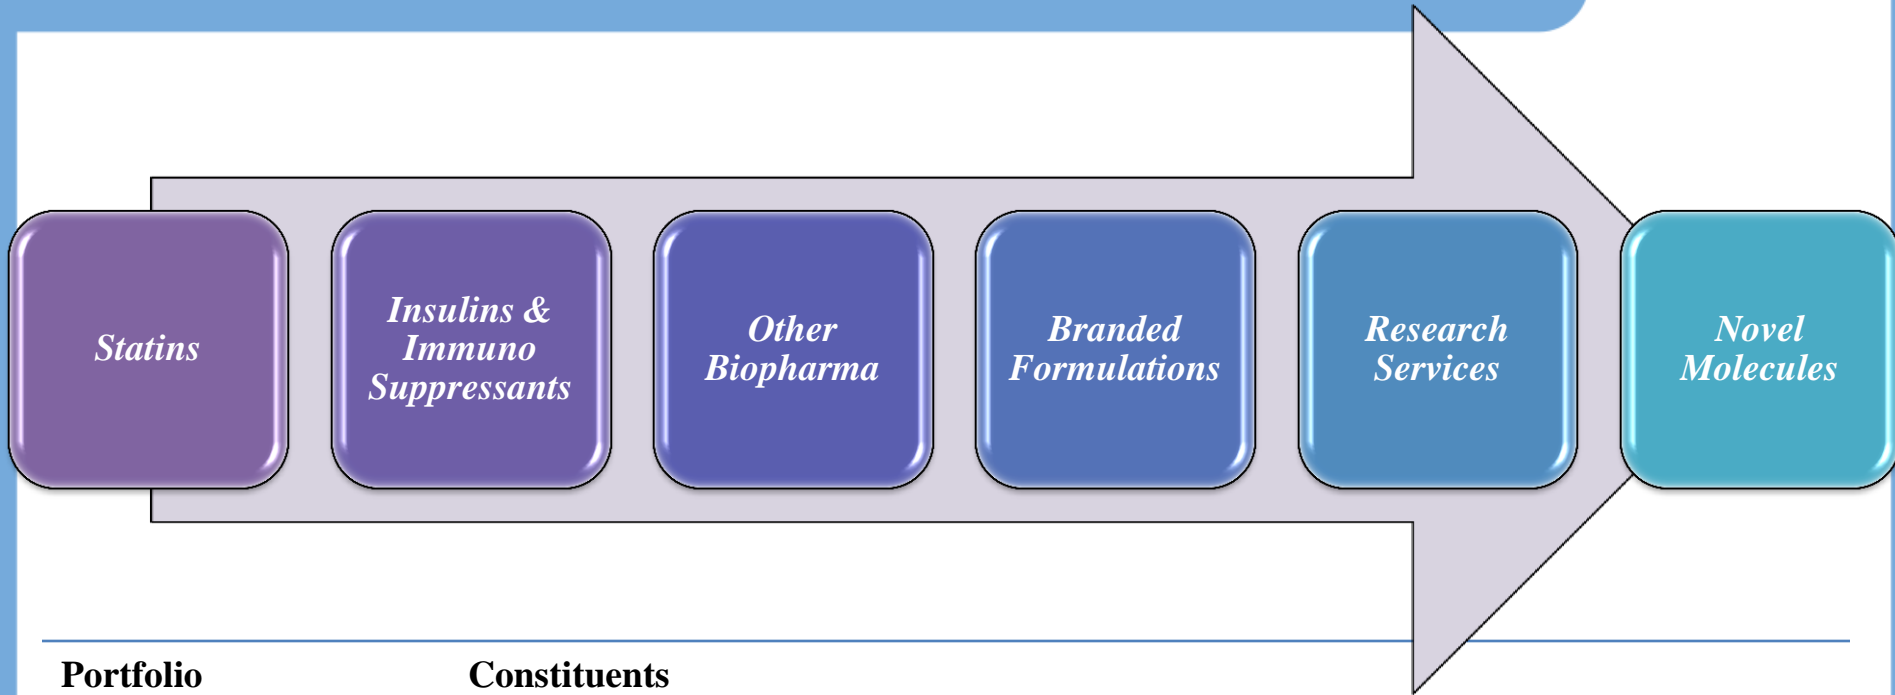 Statins
Insulins &
Immuno
Suppressants
Other
Biopharma
Branded
Formulations
Research
Services
Novel
Molecules
Portfolio Constituents